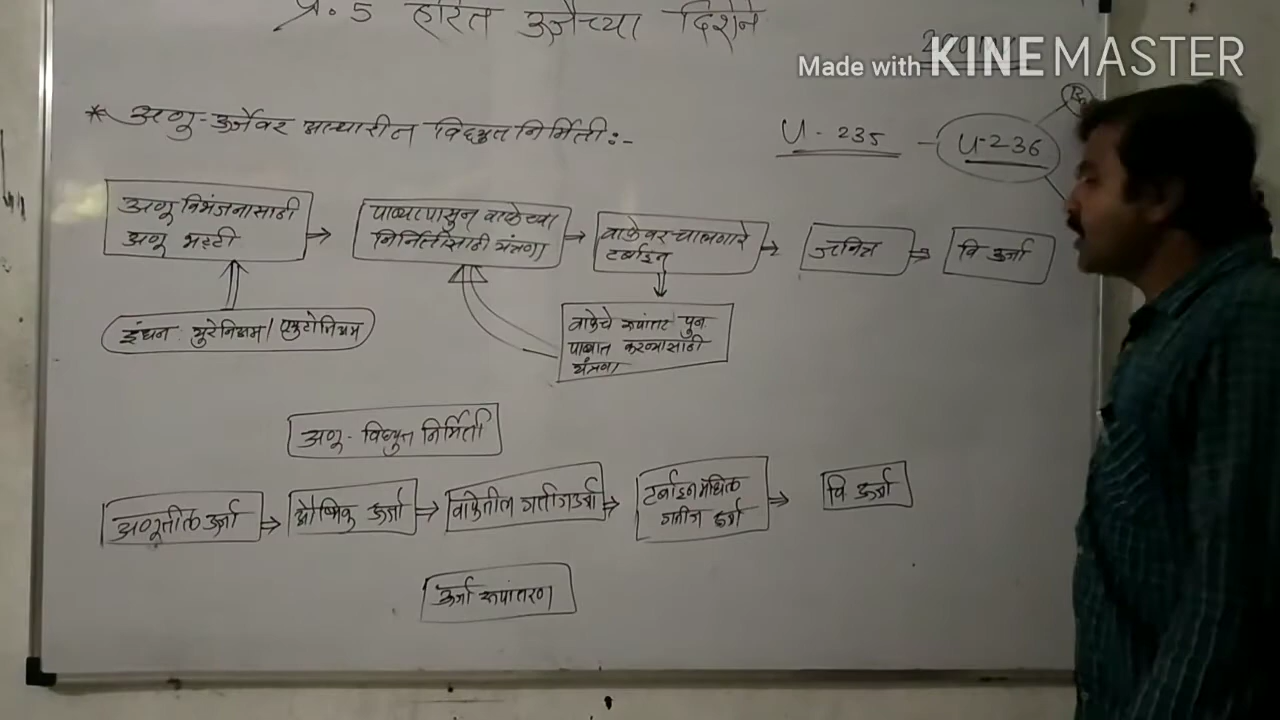 प्र. 5 हरित ऊर्जेच्या दिशेने
Made with KINEMASTER
* अणु-ऊर्जेवर आधारीत विद्युत निर्मिती :-
U - 235 - U-236
अणू विभंजनासाठी
अणू भट्टी
पाण्यापासून वाफेच्या
निर्मितीसाठी यंत्रणा
वाफेवर चालणारे
टर्बाइन
जनित्र
वि ऊर्जा
इंधन युरेनिअम / प्लुटोनिअम
वाफेचे रूपांतर पुन
पाण्यात करण्यासाठी
यंत्रणा
अणू - विद्युत निर्मिती
अणूतील ऊर्जा
औष्णिक ऊर्जा
वाफेतील गतीज ऊर्जा
टर्बाइनमधिल
गतीज ऊर्जा
वि ऊर्जा
ऊर्जा रूपांतरण